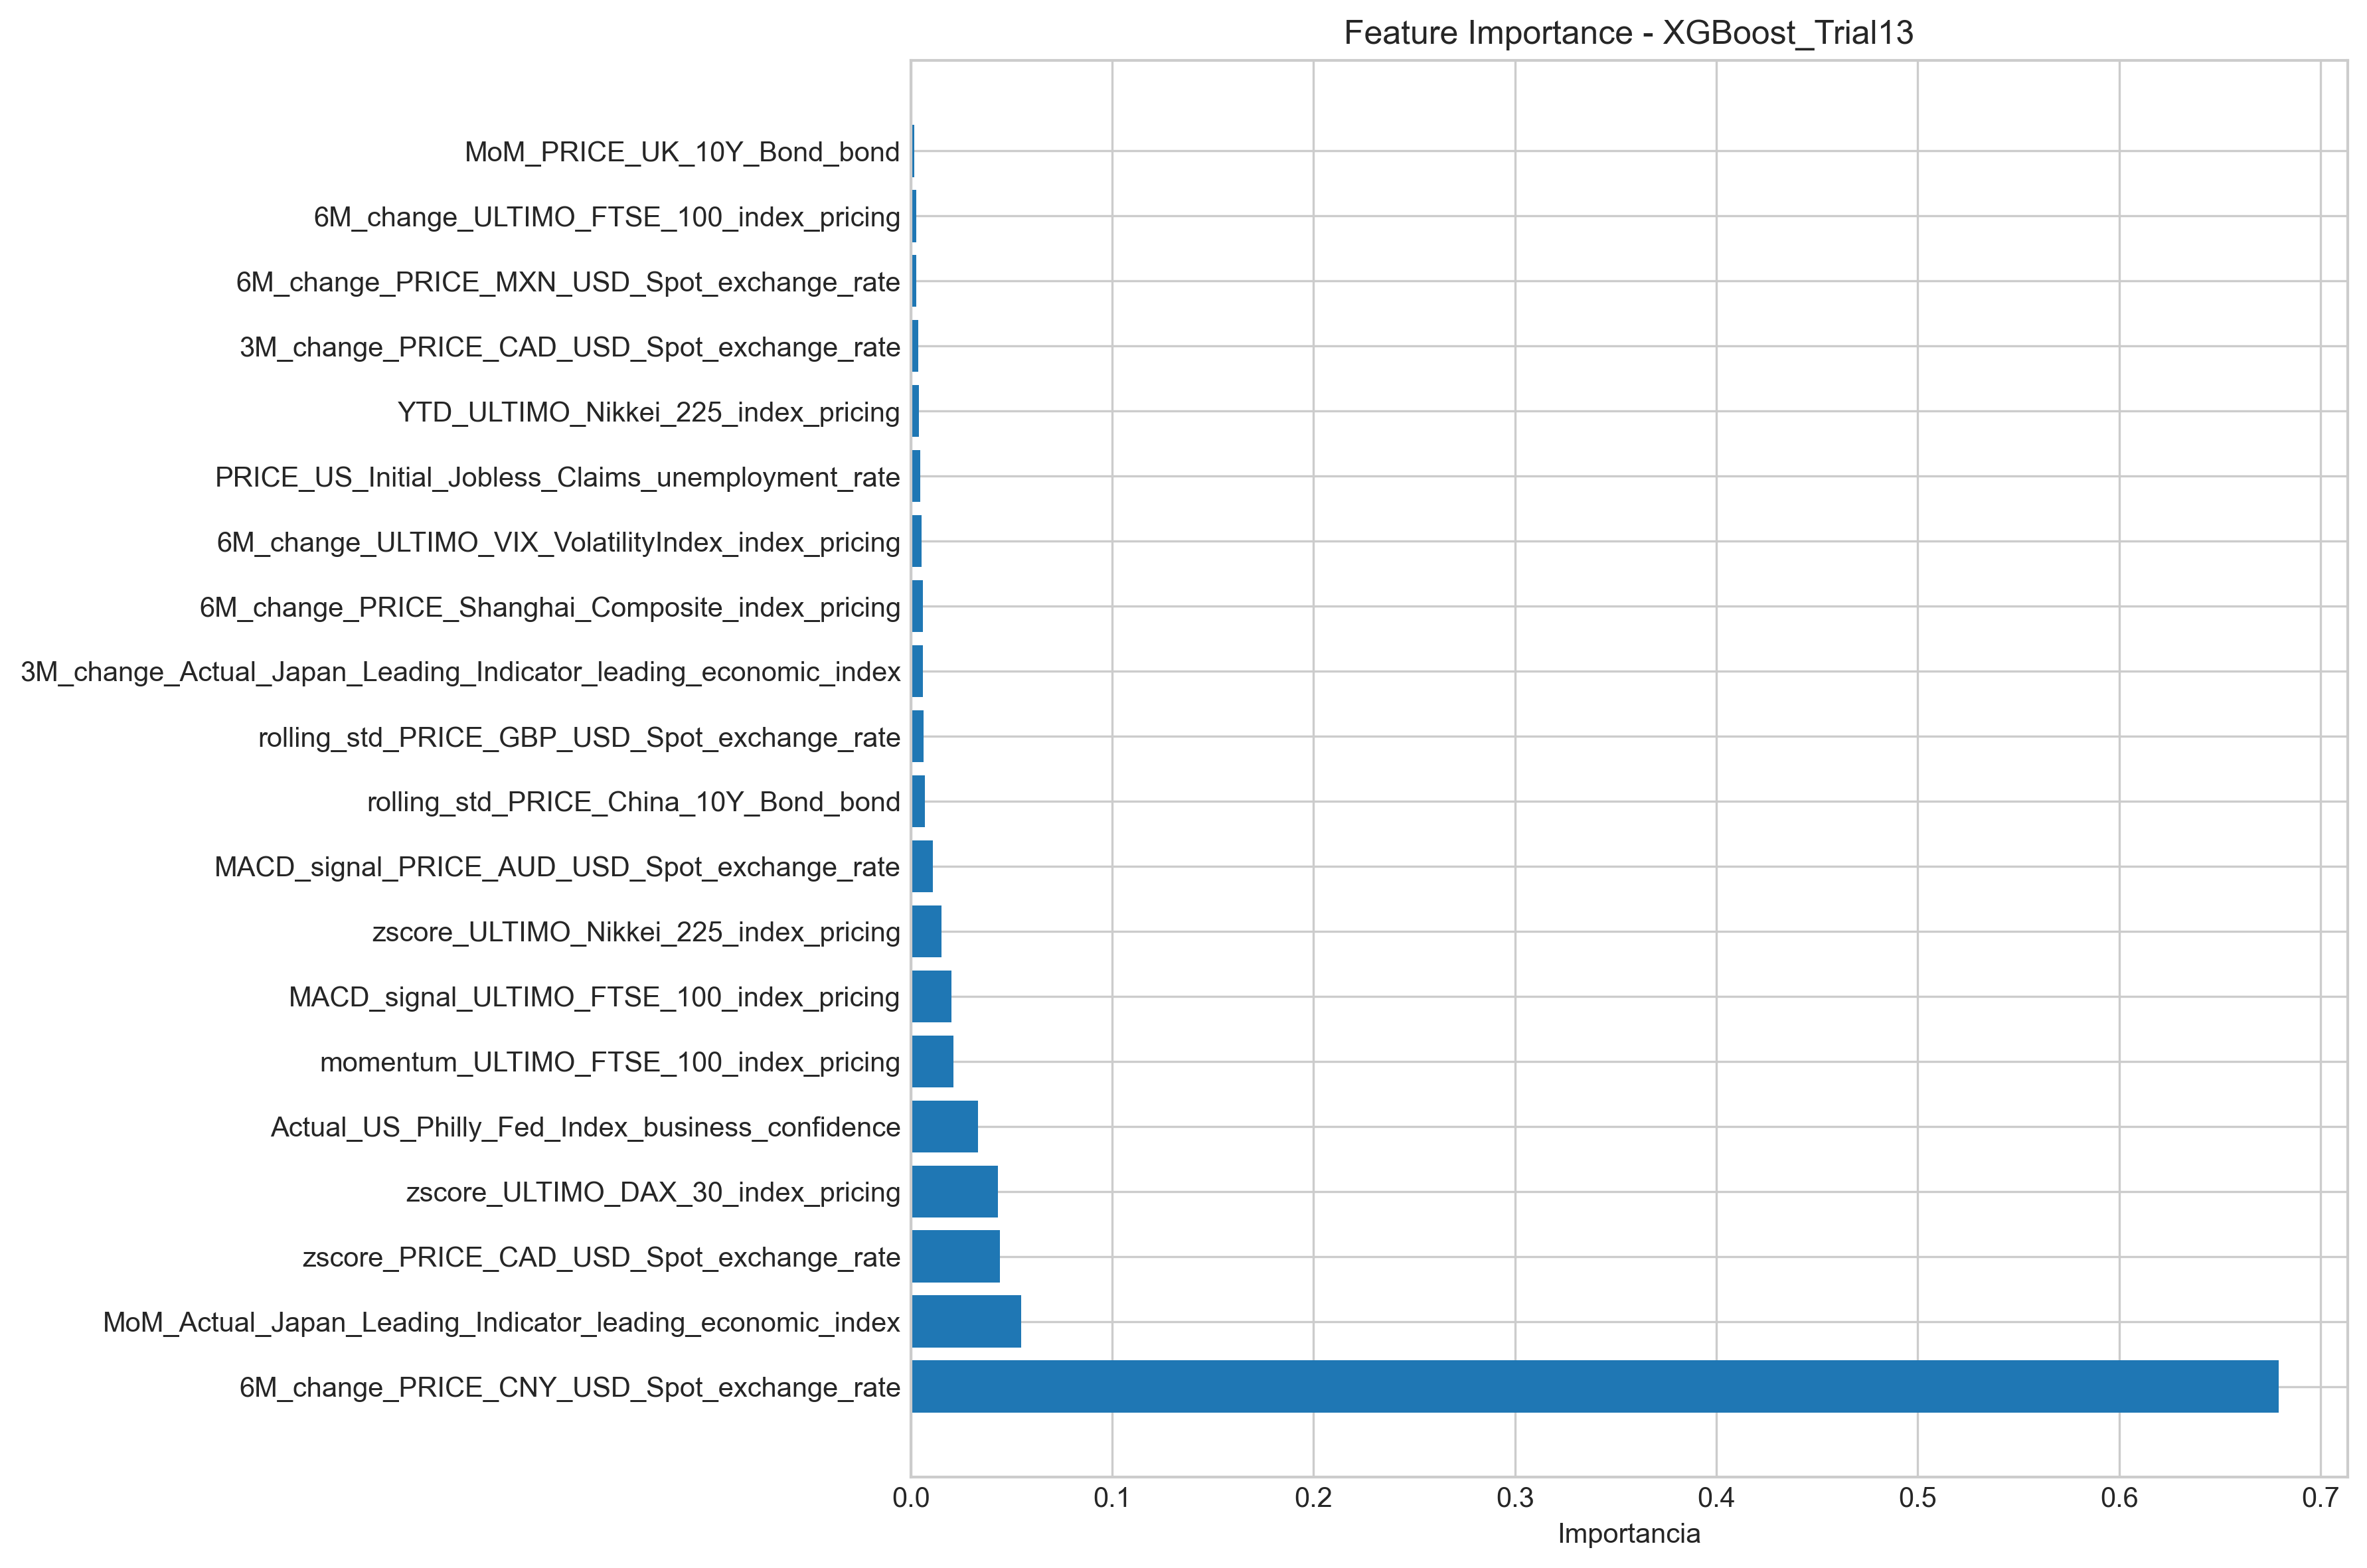 Feature Importance - XGBoost_Trial13
MoM_PRICE_UK_10Y_Bond_bond
6M_change_ULTIMO_FTSE_100_index_pricing
6M_change_PRICE_MXN_USD_Spot_exchange_rate
3M_change_PRICE_CAD_USD_Spot_exchange_rate
YTD_ULTIMO_Nikkei_225_index_pricing
PRICE_US_Initial_Jobless_Claims_unemployment_rate
6M_change_ULTIMO_VIX_VolatilityIndex_index_pricing
6M_change_PRICE_Shanghai_Composite_index_pricing
3M_change_Actual_Japan_Leading_Indicator_leading_economic_index
rolling_std_PRICE_GBP_USD_Spot_exchange_rate
rolling_std_PRICE_China_10Y_Bond_bond
MACD_signal_PRICE_AUD_USD_Spot_exchange_rate
zscore_ULTIMO_Nikkei_225_index_pricing
MACD_signal_ULTIMO_FTSE_100_index_pricing
momentum_ULTIMO_FTSE_100_index_pricing
Actual_US_Philly_Fed_Index_business_confidence
zscore_ULTIMO_DAX_30_index_pricing
zscore_PRICE_CAD_USD_Spot_exchange_rate
MoM_Actual_Japan_Leading_Indicator_leading_economic_index
6M_change_PRICE_CNY_USD_Spot_exchange_rate
0.0 0.1 0.2 0.3 0.4 0.5 0.6 0.7
Importancia